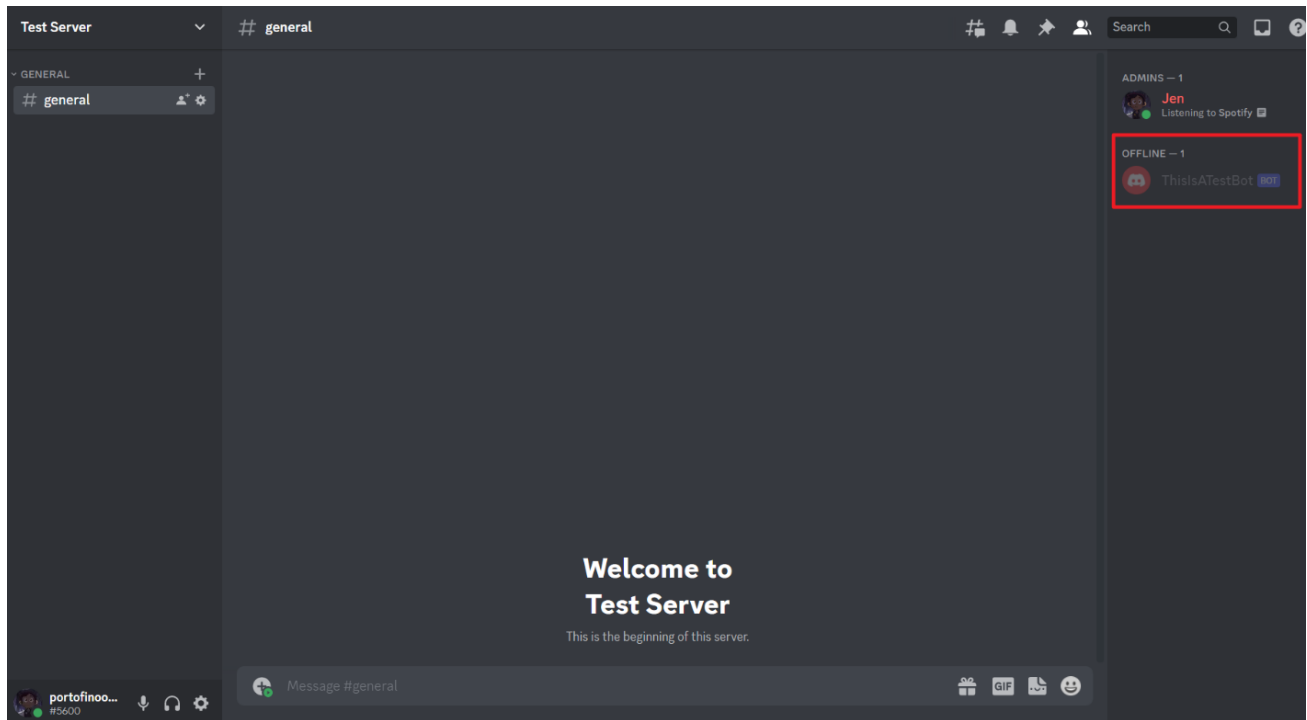 Test Server
# general
Search
GENERAL
# general
ADMINS — 1
Jen
Listening to Spotify
OFFLINE — 1
ThisIsATestBot BOT
Welcome to
Test Server
This is the beginning of this server.
Message #general
GIF
portofinoo...
#5600